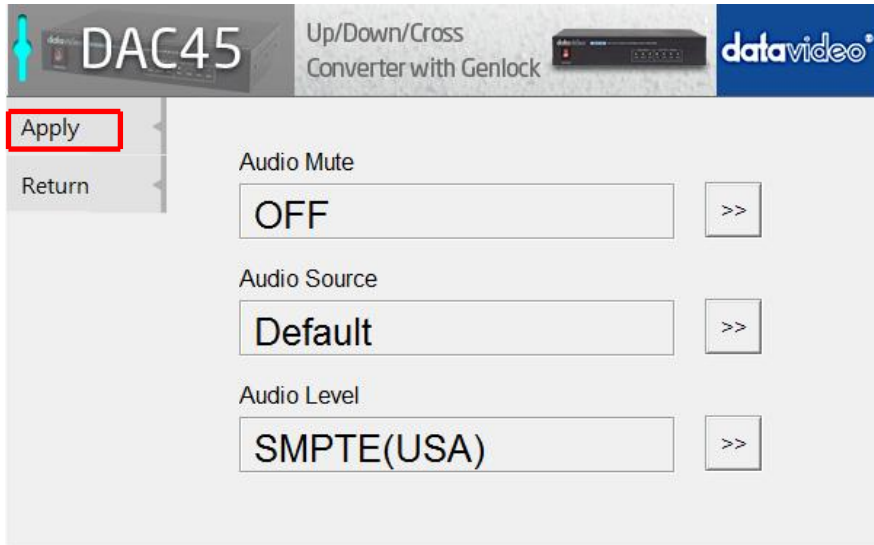 DAC45
Up/Down/Cross
Converter with Genlock
datavideo®
Apply
Return
Audio Mute
OFF
>>
Audio Source
Default
>>
Audio Level
SMPTE(USA)
>>